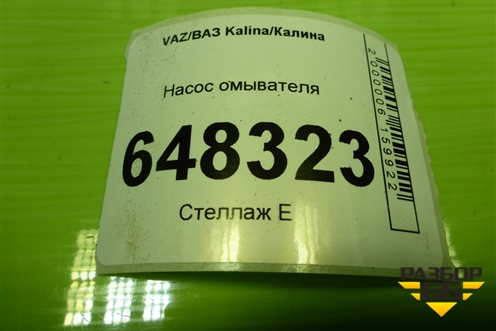 VAZ/ВАЗ Kalina/Калина
Насос омывателя
648323
Стеллаж Е
2000006159922
РАЗБОР